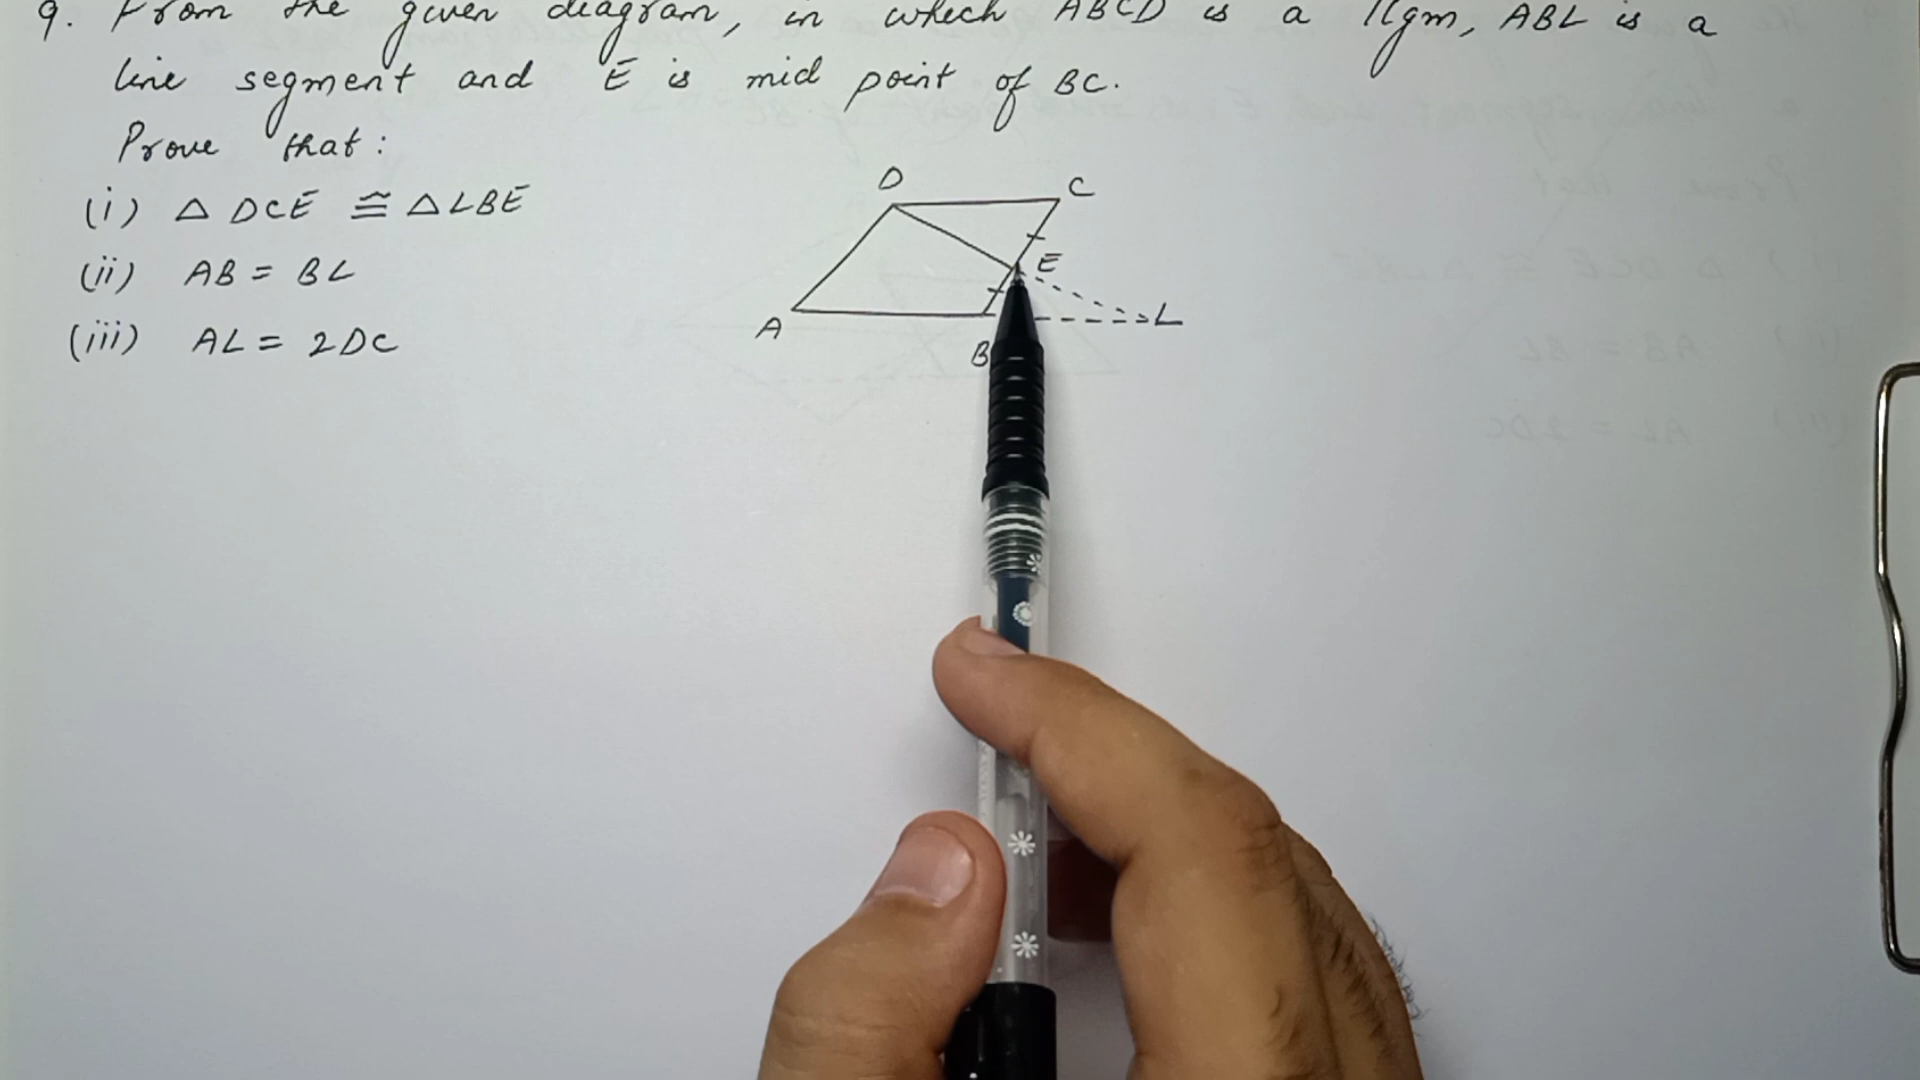 9. From the given diagram, in which ABCD is a ||gm, ABL is a
line segment and E is mid point of BC.
Prove that :
(i) △ DCE ≅ △ LBE
(ii) AB = BL
(iii) AL = 2DC
D
C
E
L
A
B